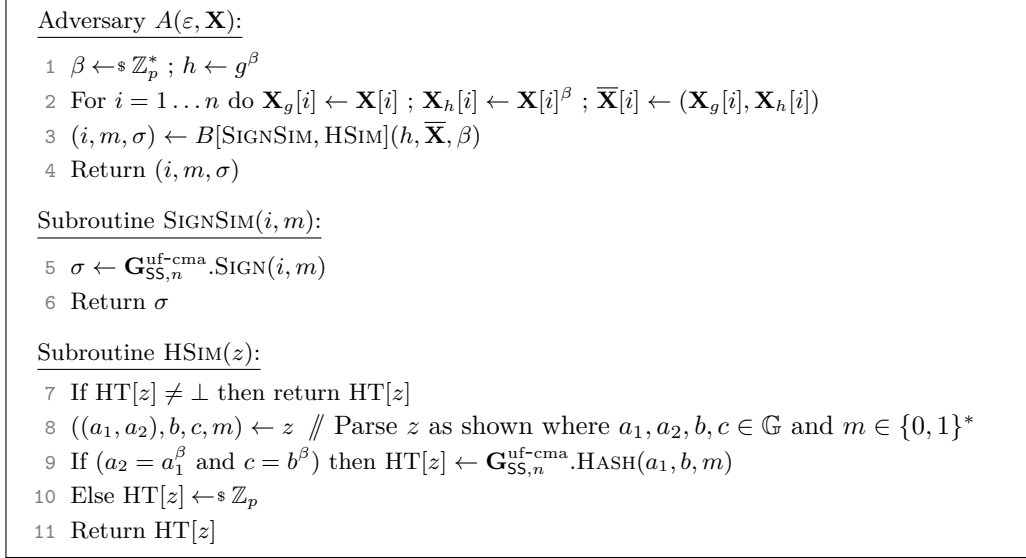 Adversary A(ε, X):
1 β ←$ ℤ*_p ; h ← g^β
2 For i = 1 … n do X_g[i] ← X[i] ; X_h[i] ← X[i]^β ; X̅[i] ← (X_g[i], X_h[i])
3 (i, m, σ) ← B[SignSim, HSim](h, X̅, β)
4 Return (i, m, σ)
Subroutine SignSim(i, m):
5 σ ← G^{uf-cma}_{SS,n}.Sign(i, m)
6 Return σ
Subroutine HSim(z):
7 If HT[z] ≠ ⊥ then return HT[z]
8 ((a_1, a_2), b, c, m) ← z // Parse z as shown where a_1, a_2, b, c ∈ 𝔾 and m ∈ {0, 1}*
9 If (a_2 = a_1^β and c = b^β) then HT[z] ← G^{uf-cma}_{SS,n}.Hash(a_1, b, m)
10 Else HT[z] ←$ ℤ_p
11 Return HT[z]